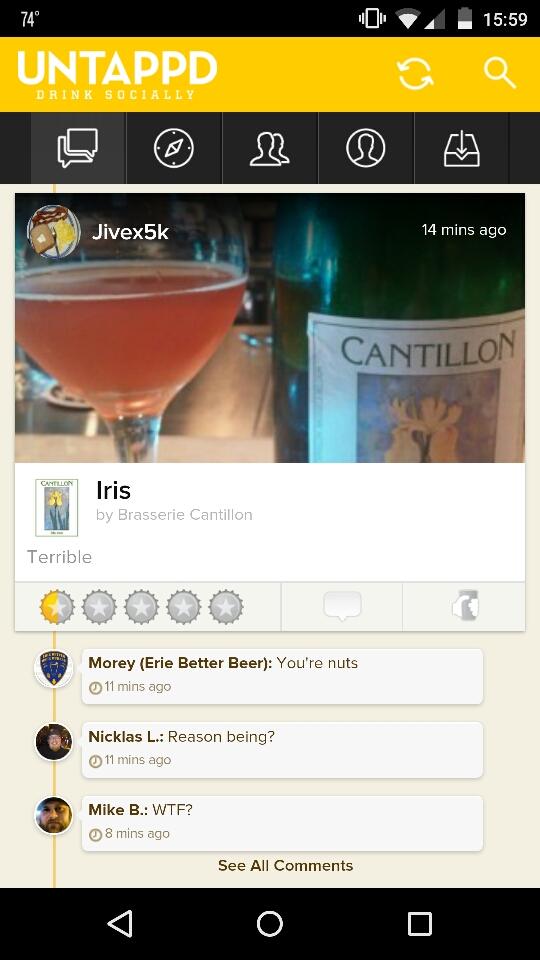 74°
15:59
UNTAPPD
DRINK SOCIALLY
Jivex5k
14 mins ago
CANTILLON
CANTILLON
Iris
by Brasserie Cantillon
Terrible
Morey (Erie Better Beer): You're nuts
11 mins ago
Nicklas L.: Reason being?
11 mins ago
Mike B.: WTF?
8 mins ago
See All Comments